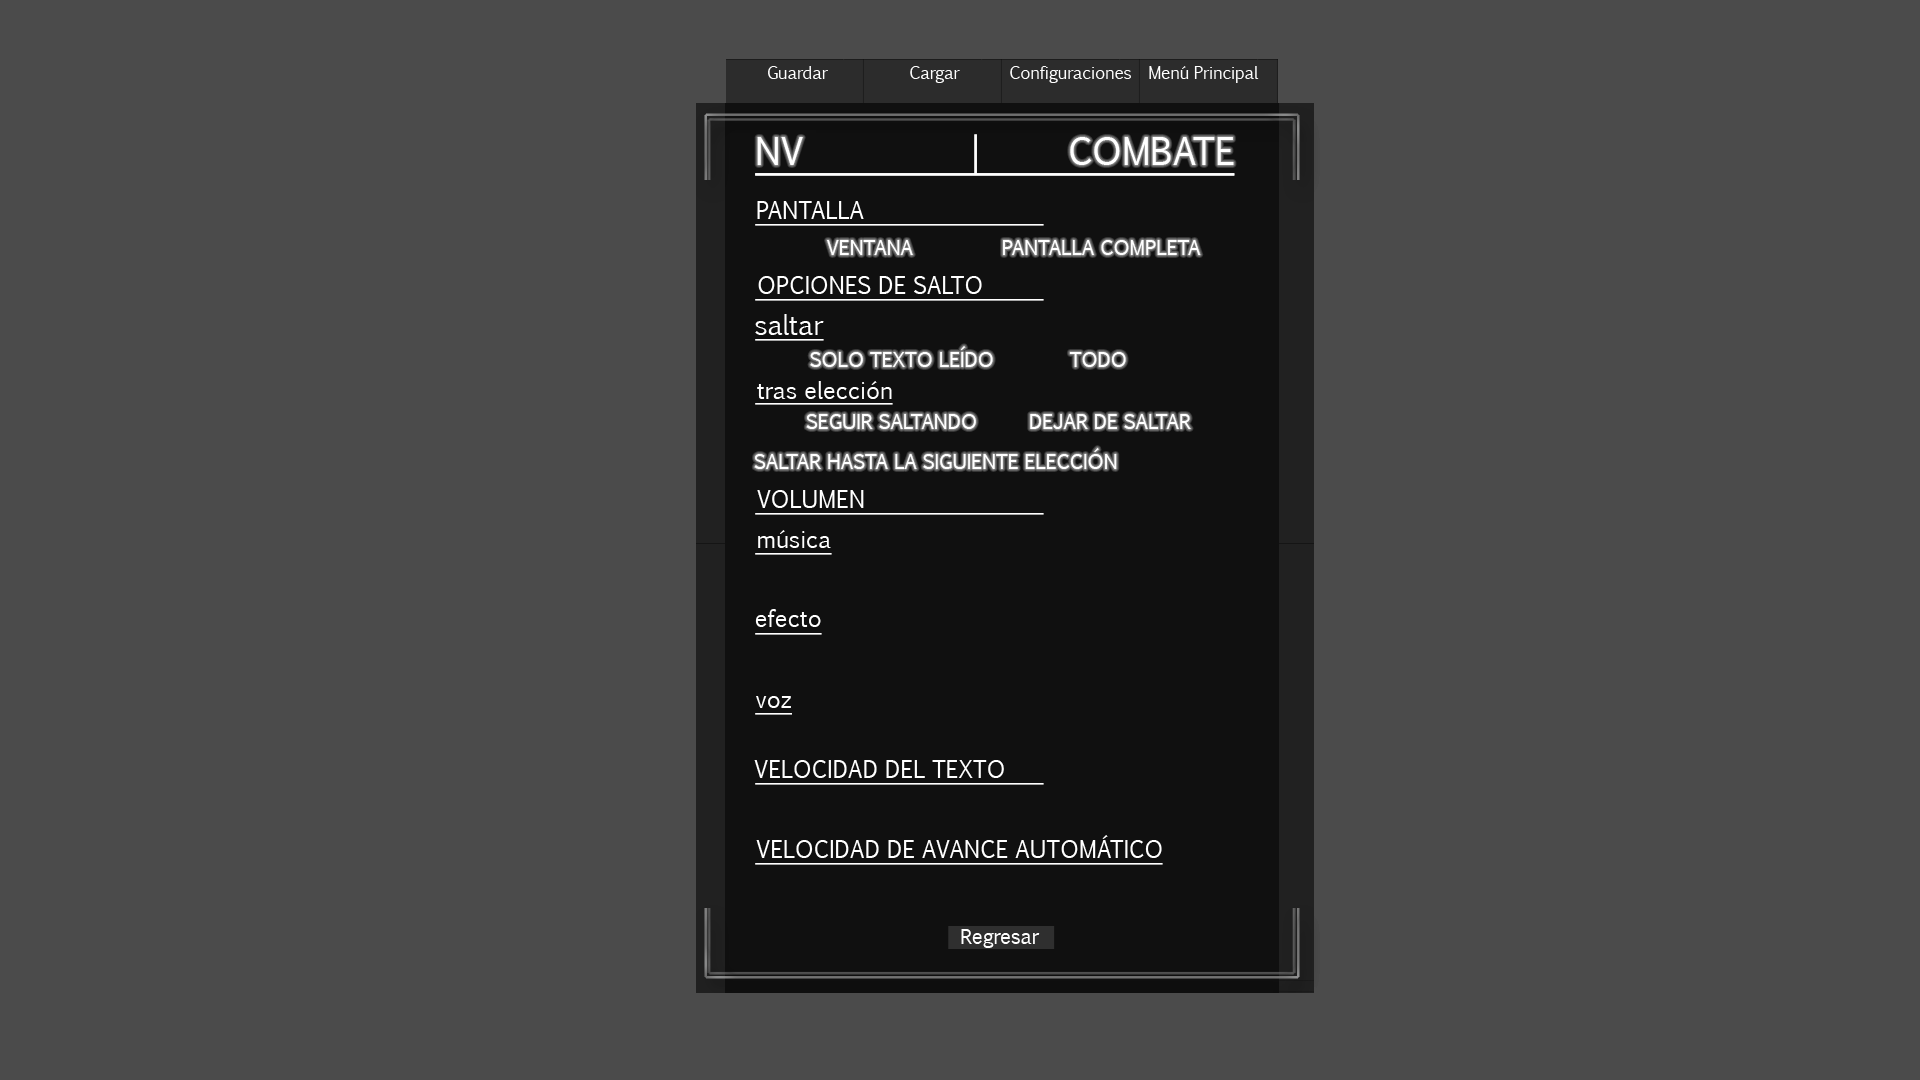 Guardar Cargar Configuraciones Menú Principal
NV COMBATE
PANTALLA
VENTANA PANTALLA COMPLETA
OPCIONES DE SALTO
saltar
SOLO TEXTO LEÍDO TODO
tras elección
SEGUIR SALTANDO DEJAR DE SALTAR
SALTAR HASTA LA SIGUIENTE ELECCIÓN
VOLUMEN
música
efecto
voz
VELOCIDAD DEL TEXTO
VELOCIDAD DE AVANCE AUTOMÁTICO
Regresar